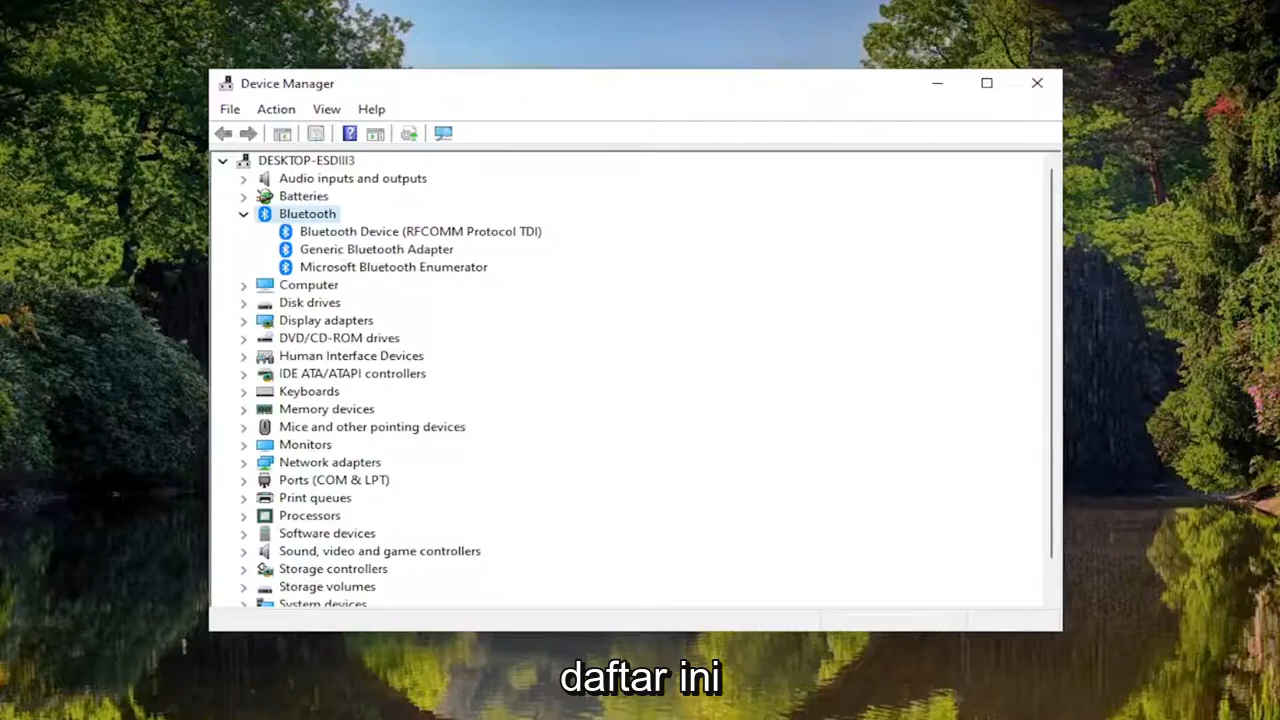 Device Manager
File Action View Help
DESKTOP-ESDIII3
Audio inputs and outputs
Batteries
Bluetooth
Bluetooth Device (RFCOMM Protocol TDI)
Generic Bluetooth Adapter
Microsoft Bluetooth Enumerator
Computer
Disk drives
Display adapters
DVD/CD-ROM drives
Human Interface Devices
IDE ATA/ATAPI controllers
Keyboards
Memory devices
Mice and other pointing devices
Monitors
Network adapters
Ports (COM & LPT)
Print queues
Processors
Software devices
Sound, video and game controllers
Storage controllers
Storage volumes
System devices
daftar ini